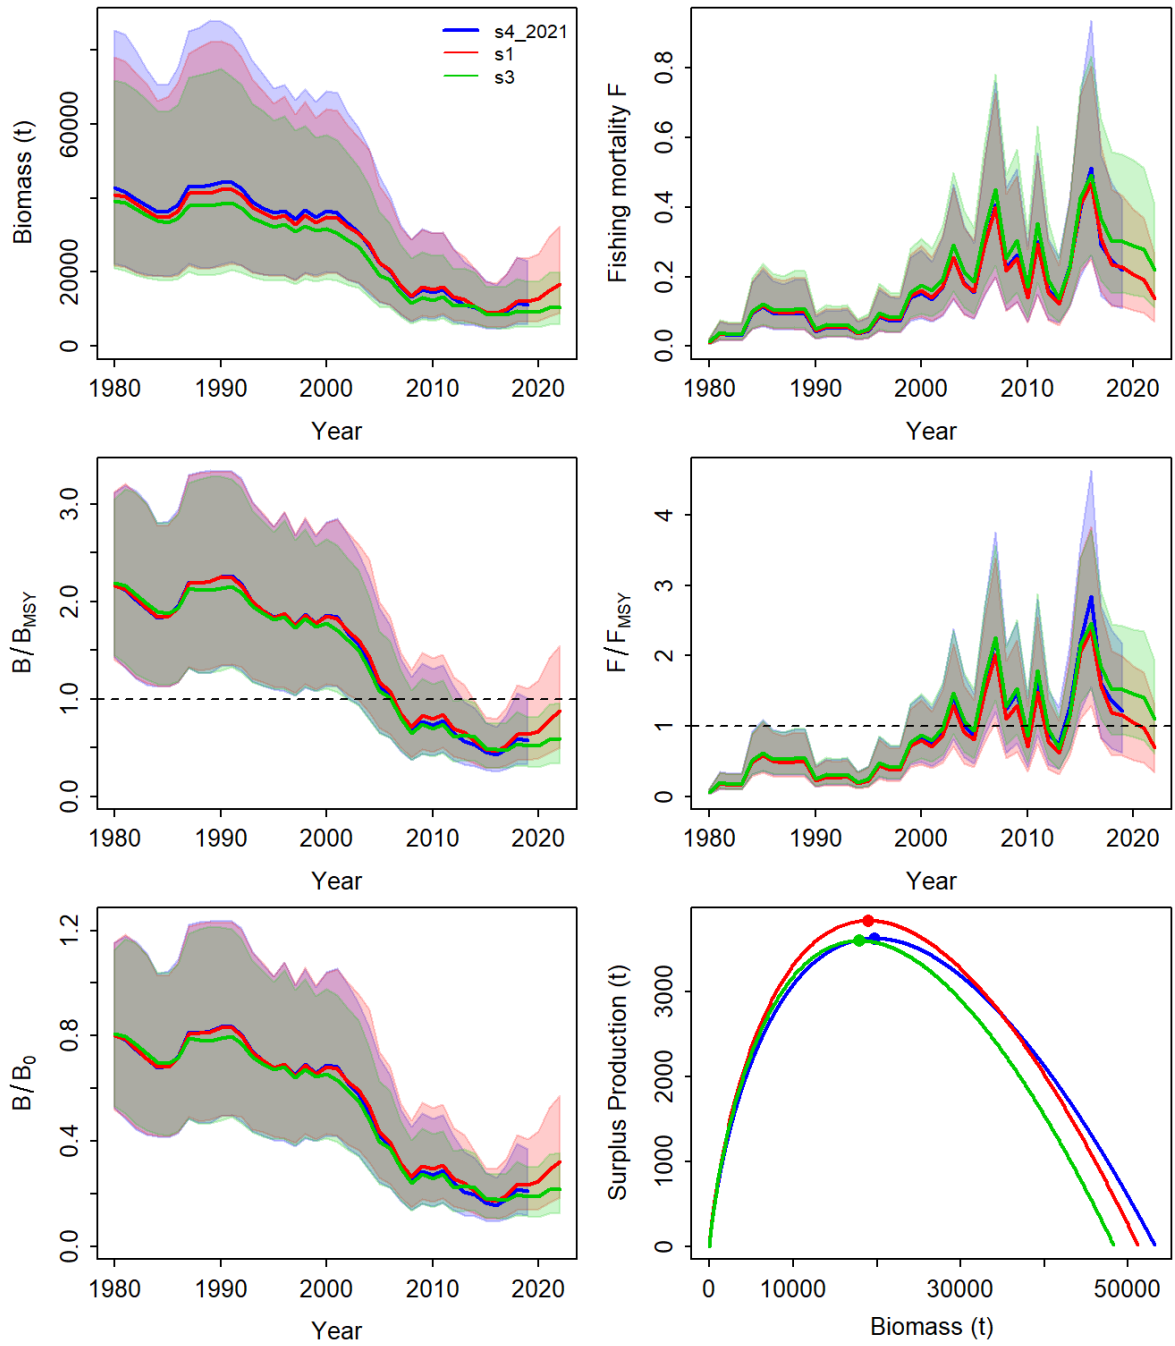 Biomass (t)
60000
20000
0
s4_2021
s1
s3
1980 1990 2000 2010 2020
Year
Fishing mortality F
0.8
0.6
0.4
0.2
0.0
1980 1990 2000 2010 2020
Year
B/BMSY
3.0
2.0
1.0
0.0
1980 1990 2000 2010 2020
Year
F/FMSY
4
3
2
1
0
1980 1990 2000 2010 2020
Year
B/B0
1.2
0.8
0.4
0.0
1980 1990 2000 2010 2020
Year
Surplus Production (t)
3000
2000
1000
0
0 10000 30000 50000
Biomass (t)